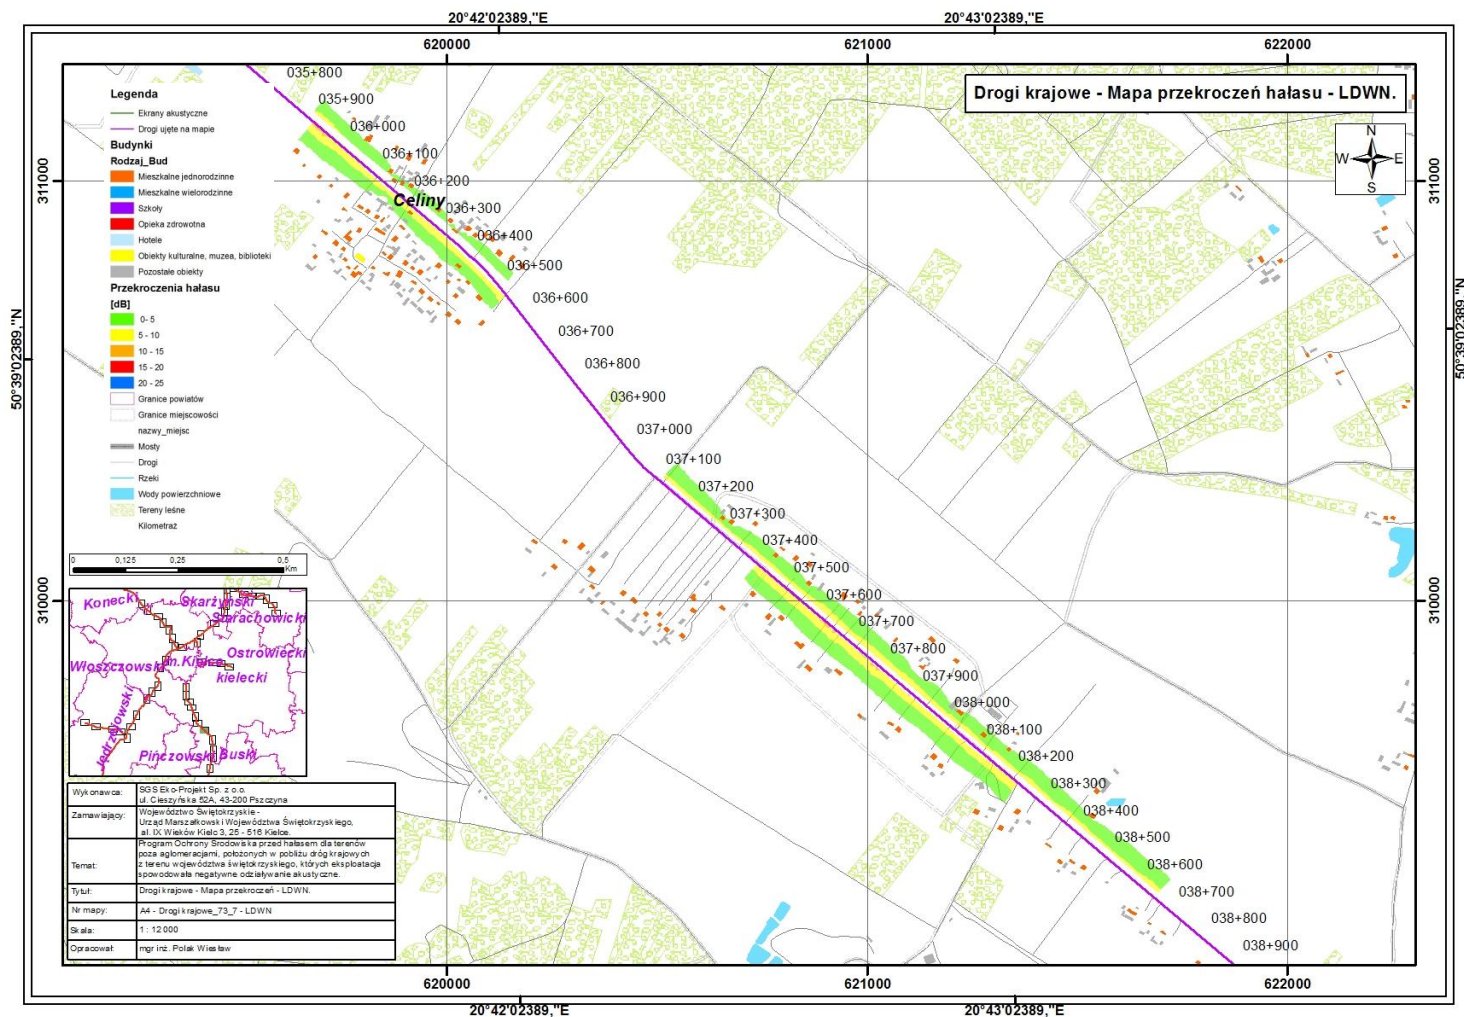 20°42'02389,"E
20°43'02389,"E
620000
621000
622000
Drogi krajowe - Mapa przekroczeń hałasu - LDWN.
N
W
E
S
311000
311000
50°39'02389,"N
50°39'02389,"N
310000
310000
Legenda
Ekrany akustyczne
Drogi ujęte na mapie
Budynki
Rodzaj_Bud
Mieszkalne jednorodzinne
Mieszkalne wielorodzinne
Szkoły
Opieka zdrowotna
Hotele
Obiekty kulturalne, muzea, biblioteki
Pozostałe obiekty
Przekroczenia hałasu
[dB]
0- 5
5 - 10
10 - 15
15 - 20
20 - 25
Granice powiatów
Granice miejscowości
nazwy_miejsc
Mosty
Drogi
Rzeki
Wody powierzchniowe
Tereny leśne
Kilometraż
035+800
035+900
036+000
036+100
036+200
Celiny
036+300
036+400
036+500
036+600
036+700
036+800
036+900
037+000
037+100
037+200
037+300
037+400
037+500
037+600
037+700
037+800
037+900
038+000
038+100
038+200
038+300
038+400
038+500
038+600
038+700
038+800
038+900
0 0,125 0,25 0,5
Km
Konecki
Skarżyński
Starachowicki
Włoszczowski
m.Kielce
Ostrowiecki
kielecki
Jędrzejowski
Pińczowski
Buski
Wykonawca: SGS Eko-Projekt Sp. z o.o.
ul. Cieszyńska 52A, 43-200 Pszczyna
Zamawiający: Województwo Świętokrzyskie -
Urząd Marszałkowski Województwa Świętokrzyskiego,
al. IX Wieków Kielc 3, 25 - 516 Kielce.
Temat: Program Ochrony Środowiska przed hałasem dla terenów
poza aglomeracjami, położonych w pobliżu dróg krajowych
z terenu województwa świętokrzyskiego, których eksploatacja
spowodowała negatywne odziaływanie akustyczne.
Tytuł: Drogi krajowe - Mapa przekroczeń - LDWN.
Nr mapy: A4 - Drogi krajowe_73_7 - LDWN
Skala: 1 : 12 000
Opracował: mgr inż. Polak Wiesław
620000
621000
622000
20°42'02389,"E
20°43'02389,"E